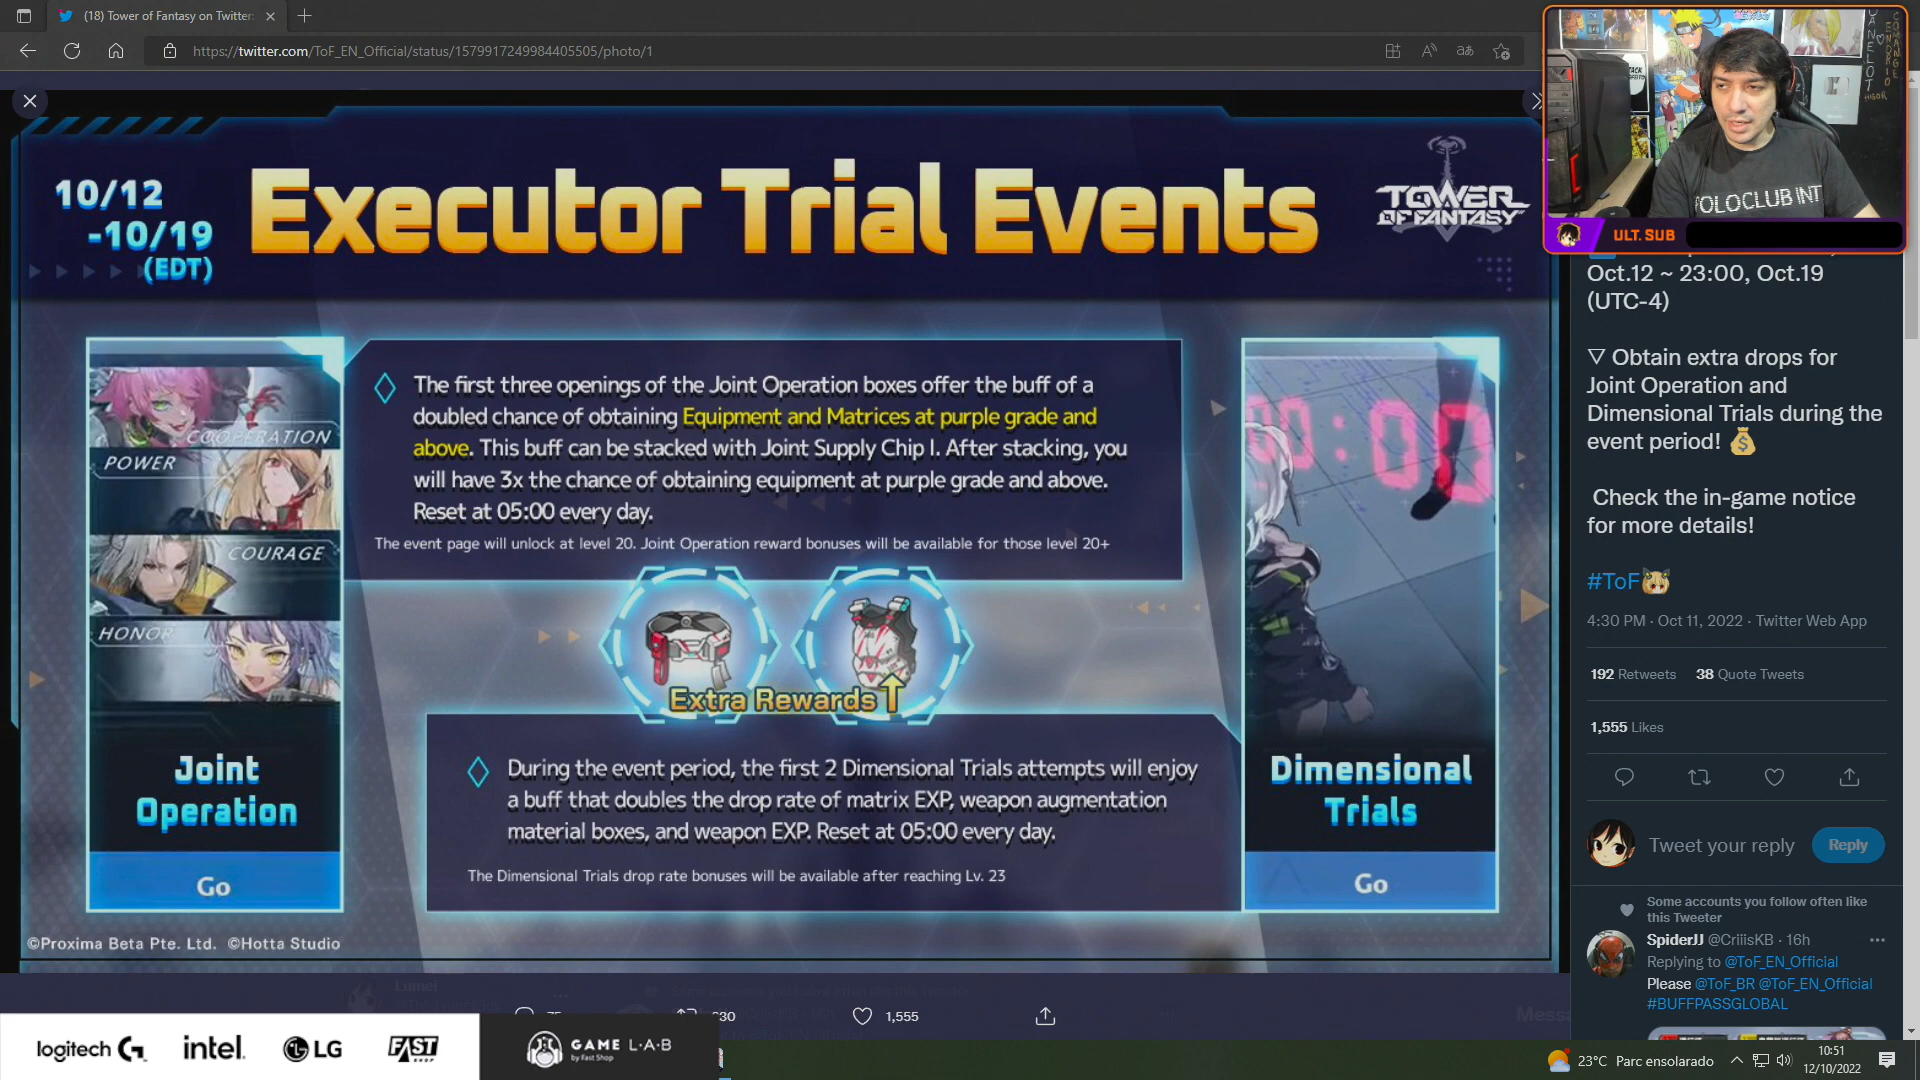 (18) Tower of Fantasy on Twitter:
https://twitter.com/ToF_EN_Official/status/1579917249984405505/photo/1
10/12
-10/19
(EDT)
Executor Trial Events
TOWER
OF FANTASY
COOPERATION
POWER
COURAGE
HONOR
Joint
Operation
Go
The first three openings of the Joint Operation boxes offer the buff of a
doubled chance of obtaining Equipment and Matrices at purple grade and
above. This buff can be stacked with Joint Supply Chip I. After stacking, you
will have 3x the chance of obtaining equipment at purple grade and above.
Reset at 05:00 every day.
The event page will unlock at level 20. Joint Operation reward bonuses will be available for those level 20+
Extra Rewards
During the event period, the first 2 Dimensional Trials attempts will enjoy
a buff that doubles the drop rate of matrix EXP, weapon augmentation
material boxes, and weapon EXP. Reset at 05:00 every day.
The Dimensional Trials drop rate bonuses will be available after reaching Lv. 23
00:00
Dimensional
Trials
Go
©Proxima Beta Pte. Ltd. ©Hotta Studio
1,555
logitech G
intel.
LG
FAST
SHOP
GAME L·A·B
by Fast Shop
ULT. SUB
Oct.12 ~ 23:00, Oct.19
(UTC-4)
▽ Obtain extra drops for
Joint Operation and
Dimensional Trials during the
event period! 💰
Check the in-game notice
for more details!
#ToF
4:30 PM · Oct 11, 2022 · Twitter Web App
192 Retweets 38 Quote Tweets
1,555 Likes
Tweet your reply
Reply
Some accounts you follow often like
this Tweeter
SpiderJJ @CriiisKB · 16h
Replying to @ToF_EN_Official
Please @ToF_BR @ToF_EN_Official
#BUFFPASSGLOBAL
23°C Parc ensolarado
10:51
12/10/2022